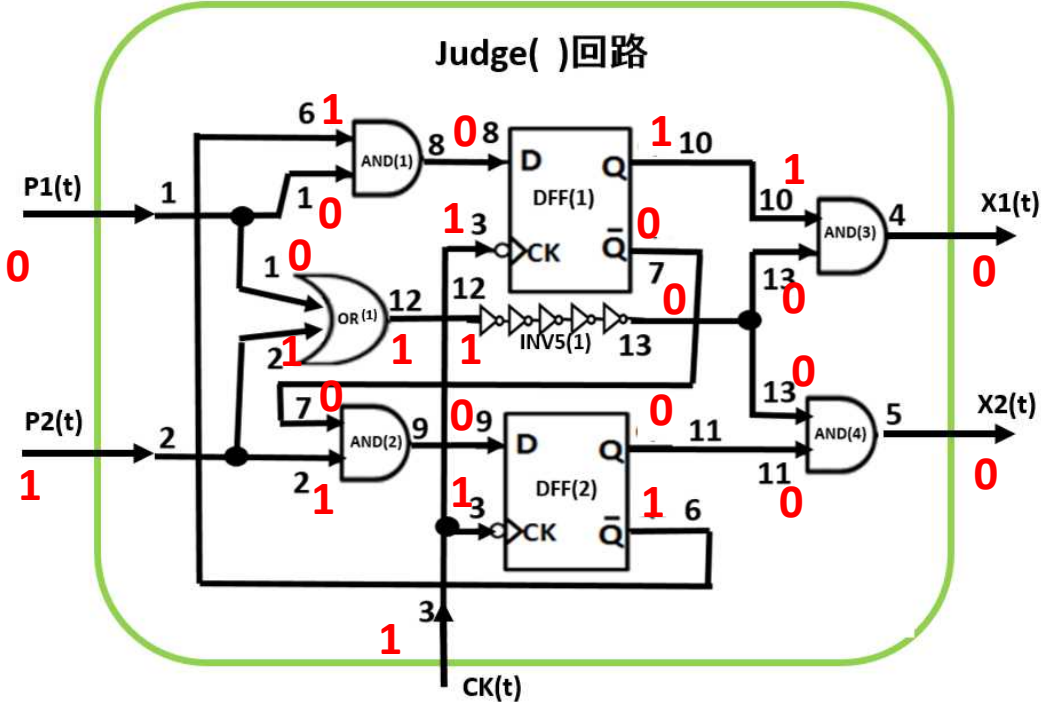 Judge( )回路
6 1
AND(1)
8 0 8
D
Q
1 10
DFF(1)
P1(t)
1
1 0
1 3
CK
Q̄
0
7
1
10
AND(3)
4
X1(t)
0
0
1 0
OR (1)
12
1
12
1
INV5(1)
13
0
13
0
2 1
P2(t)
2
1
7 0
AND(2)
9 0 9
D
Q
0
11
DFF(2)
2 1
1 3
CK
Q̄
1 6
13 0
AND(4)
5
X2(t)
0
11 0
3
1
CK(t)